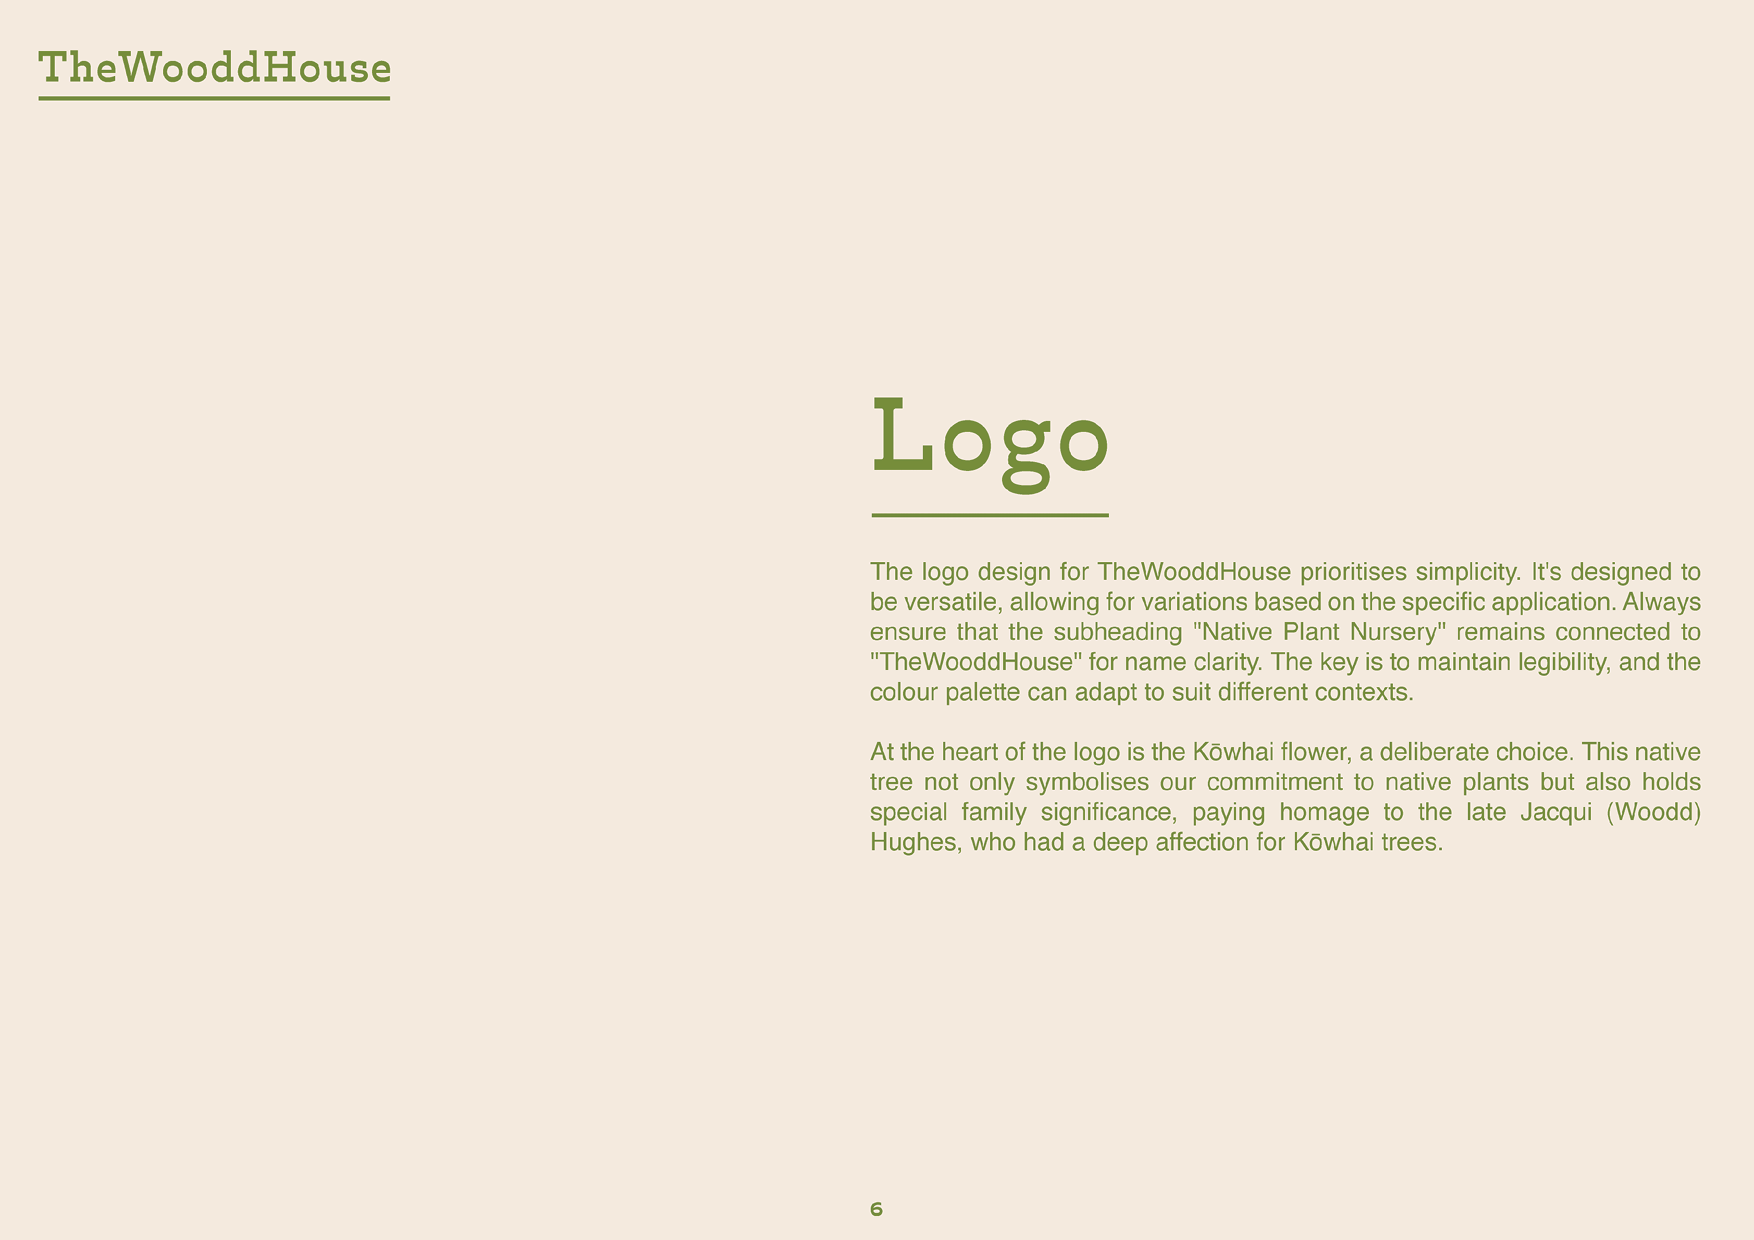 TheWooddHouse
Logo
The logo design for TheWooddHouse prioritises simplicity. It's designed to
be versatile, allowing for variations based on the specific application. Always
ensure that the subheading "Native Plant Nursery" remains connected to
"TheWooddHouse" for name clarity. The key is to maintain legibility, and the
colour palette can adapt to suit different contexts.
At the heart of the logo is the Kōwhai flower, a deliberate choice. This native
tree not only symbolises our commitment to native plants but also holds
special family significance, paying homage to the late Jacqui (Woodd)
Hughes, who had a deep affection for Kōwhai trees.
6